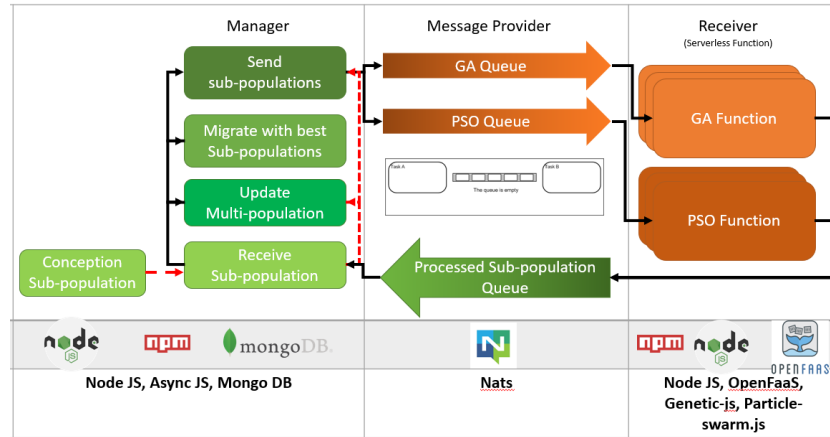 Manager
Message Provider
Receiver
(Serverless Function)
Send
sub-populations
GA Queue
GA Function
Migrate with best
Sub-populations
PSO Queue
Task A
Task B
The queue is empty
Update
Multi-population
PSO Function
Conception
Sub-population
Receive
Sub-population
Processed Sub-population
Queue
node
JS
npm
mongoDB.
N
npm
node
JS
OPENFAAS
Node JS, Async JS, Mongo DB
Nats
Node JS, OpenFaaS,
Genetic-js, Particle-
swarm.js